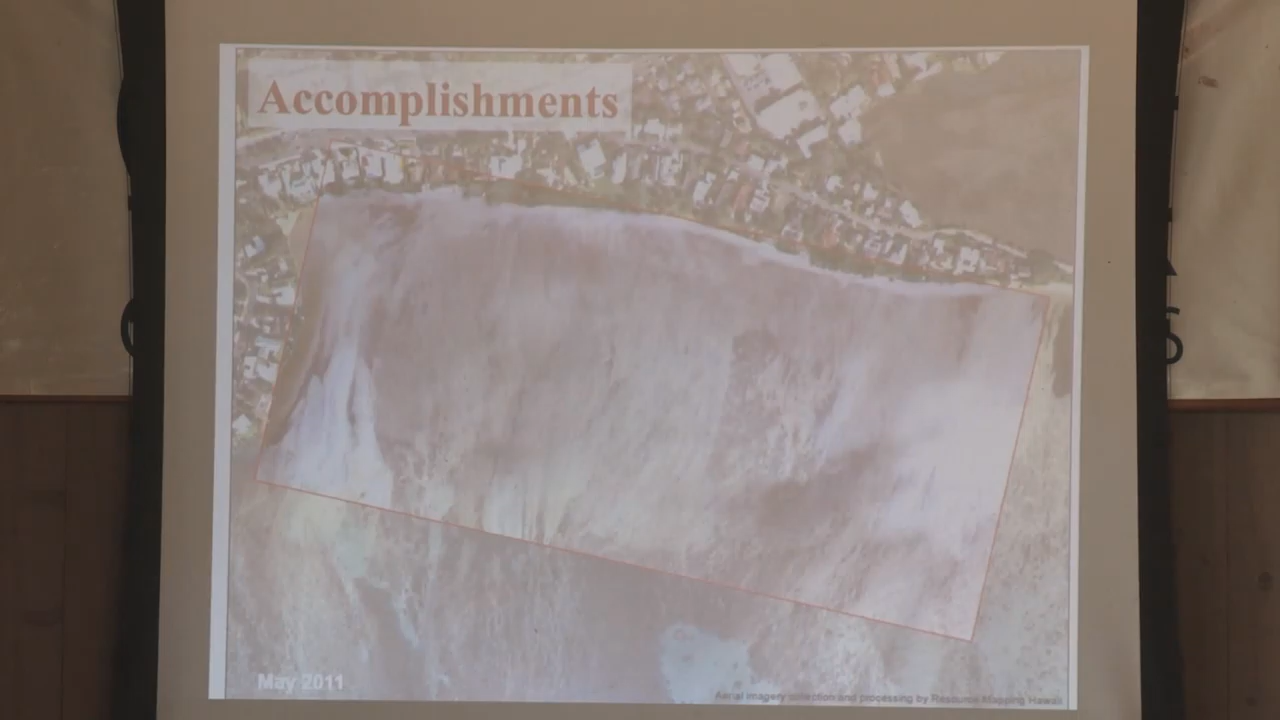 Accomplishments
May 2011
Aerial imagery collection and processing by Resource Mapping Hawaii